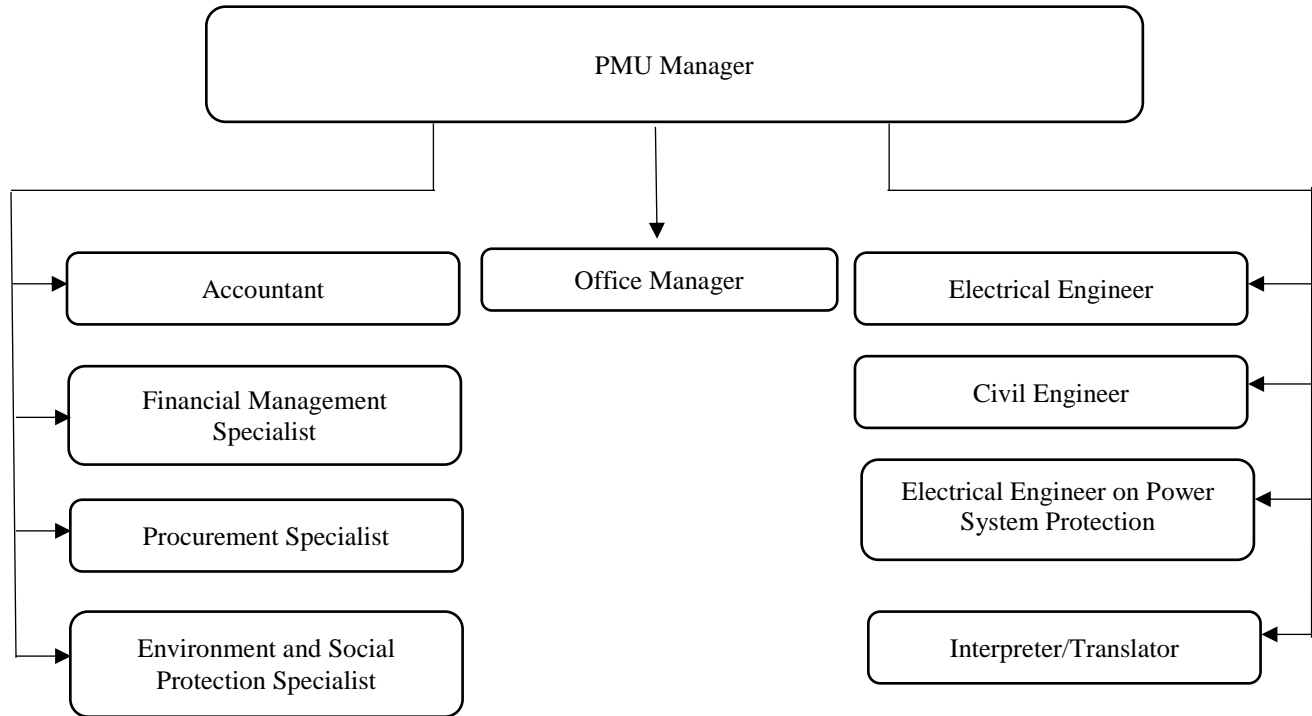 PMU Manager
Accountant
Office Manager
Electrical Engineer
Financial Management
Specialist
Civil Engineer
Procurement Specialist
Electrical Engineer on Power
System Protection
Environment and Social
Protection Specialist
Interpreter/Translator